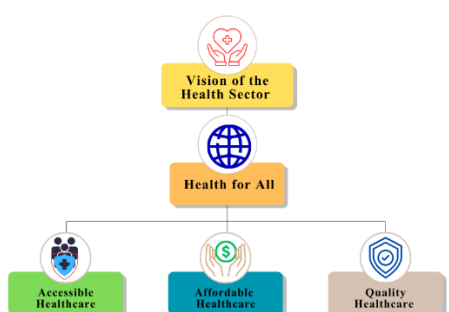 Vision of the
Health Sector
Health for All
Accessible
Healthcare
Affordable
Healthcare
Quality
Healthcare